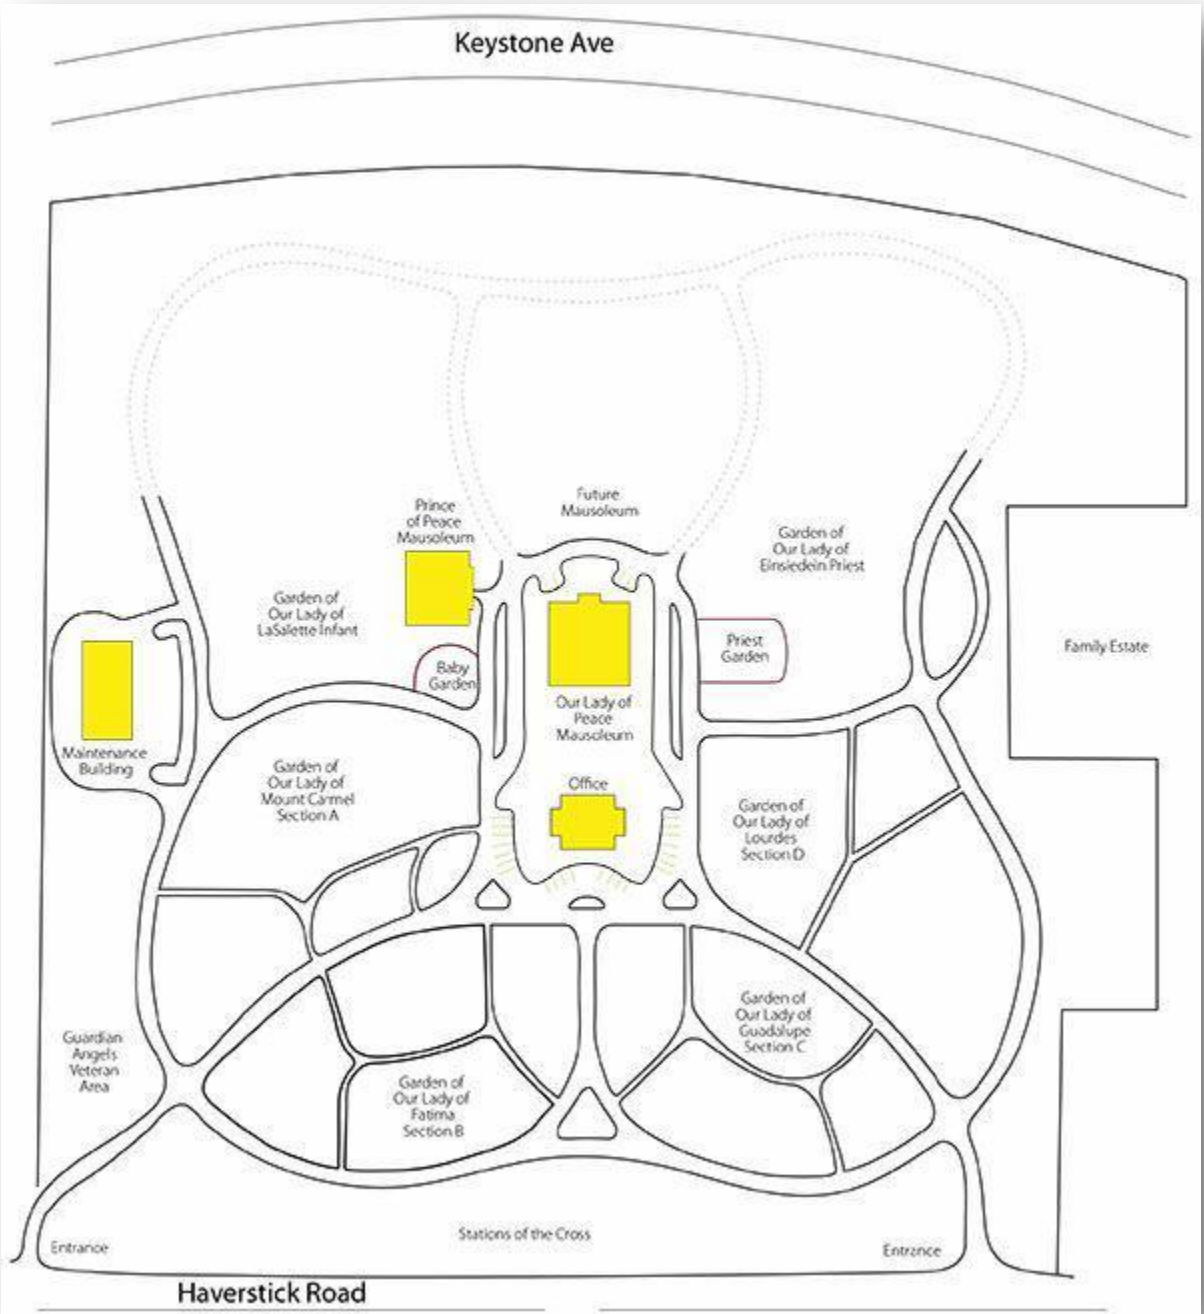 Keystone Ave
Future
Mausoleum
Prince
of Peace
Mausoleum
Garden of
Our Lady of
Einsiedein Priest
Garden of
Our Lady of
LaSalette Infant
Baby
Garden
Priest
Garden
Family Estate
Our Lady of
Peace
Mausoleum
Maintenance
Building
Garden of
Our Lady of
Mount Carmel
Section A
Office
Garden of
Our Lady of
Lourdes
Section D
Garden of
Our Lady of
Guadalupe
Section C
Guardian
Angels
Veteran
Area
Garden of
Our Lady of
Fatima
Section B
Stations of the Cross
Entrance
Entrance
Haverstick Road